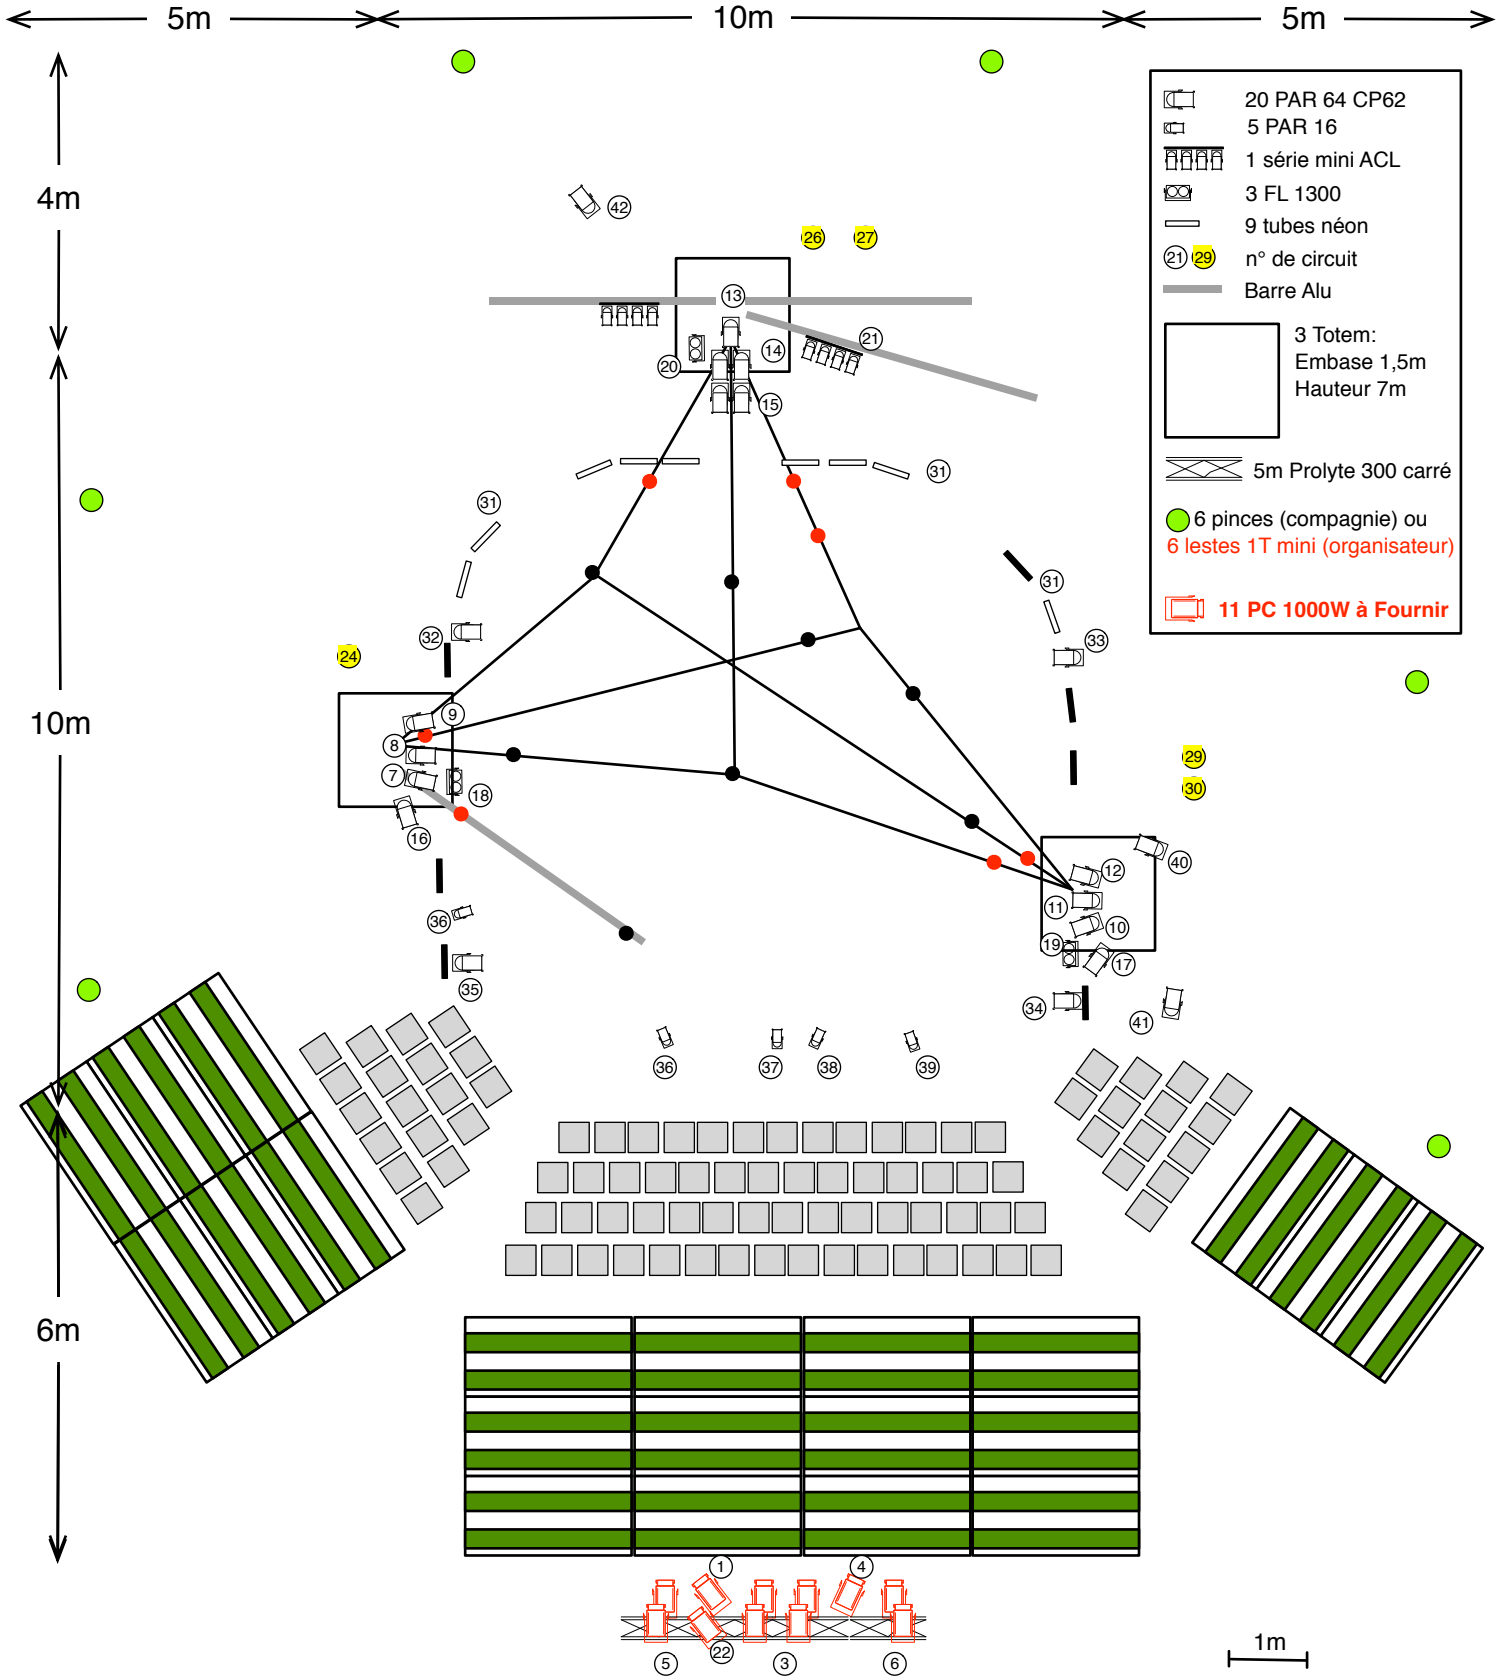 5m
10m
5m
20 PAR 64 CP62
5 PAR 16
1 série mini ACL
3 FL 1300
9 tubes néon
21 29 n° de circuit
Barre Alu
3 Totem:
Embase 1,5m
Hauteur 7m
5m Prolyte 300 carré
6 pinces (compagnie) ou
6 lestes 1T mini (organisateur)
11 PC 1000W à Fournir
4m
42
26 27
13
21
14
20
15
31
31
31
32
33
24
9
8
10m
7
18
29
30
16
40
12
11
36
10
19
17
35
34
41
36
37
38
39
6m
1
4
22
5
3
6
1m